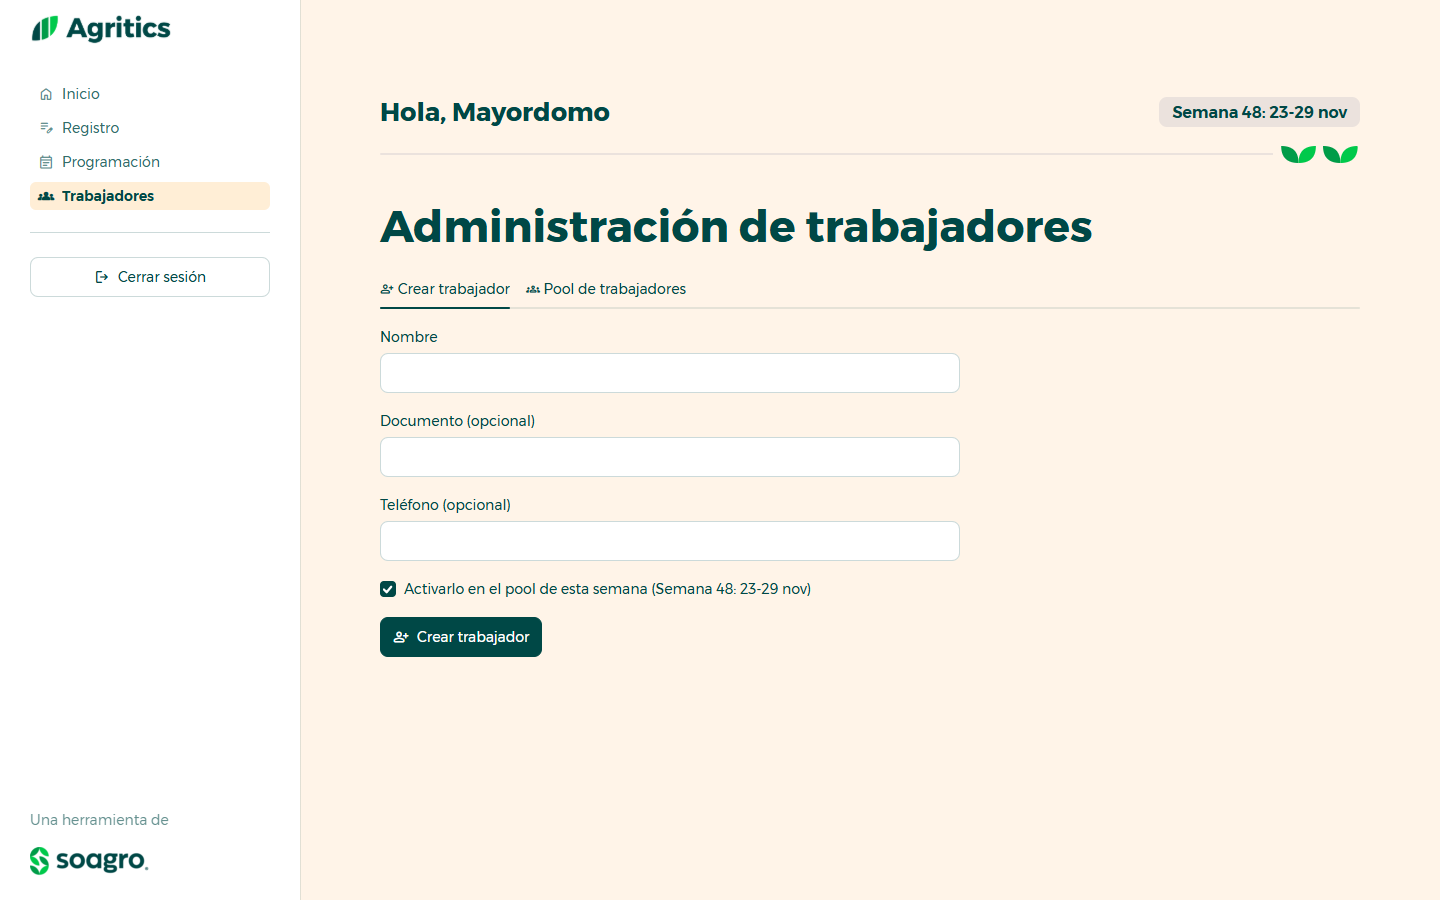 Agritics
Inicio
Registro
Programación
Trabajadores
Cerrar sesión
Una herramienta de
soagro.
Hola, Mayordomo
Semana 48: 23-29 nov
Administración de trabajadores
Crear trabajador
Pool de trabajadores
Nombre
Documento (opcional)
Teléfono (opcional)
Activarlo en el pool de esta semana (Semana 48: 23-29 nov)
Crear trabajador